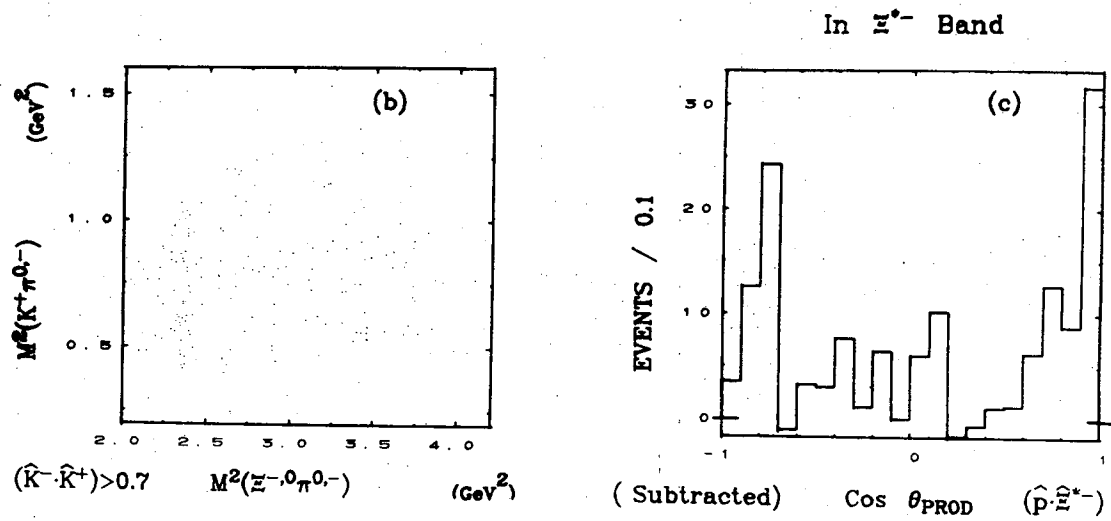 In Ξ*- Band
(b)
1.5
1.0
0.5
(GeV²)
M²(K⁺π⁰,⁻)
2.0 2.5 3.0 3.5 4.0
(K̂⁻·K̂⁺)>0.7 M²(Ξ⁻,⁰π⁰,⁻) (GeV²)
(c)
30
20
10
0
EVENTS / 0.1
-1 0 1
(Subtracted) Cos θPROD (p̂·Ξ̂*⁻)